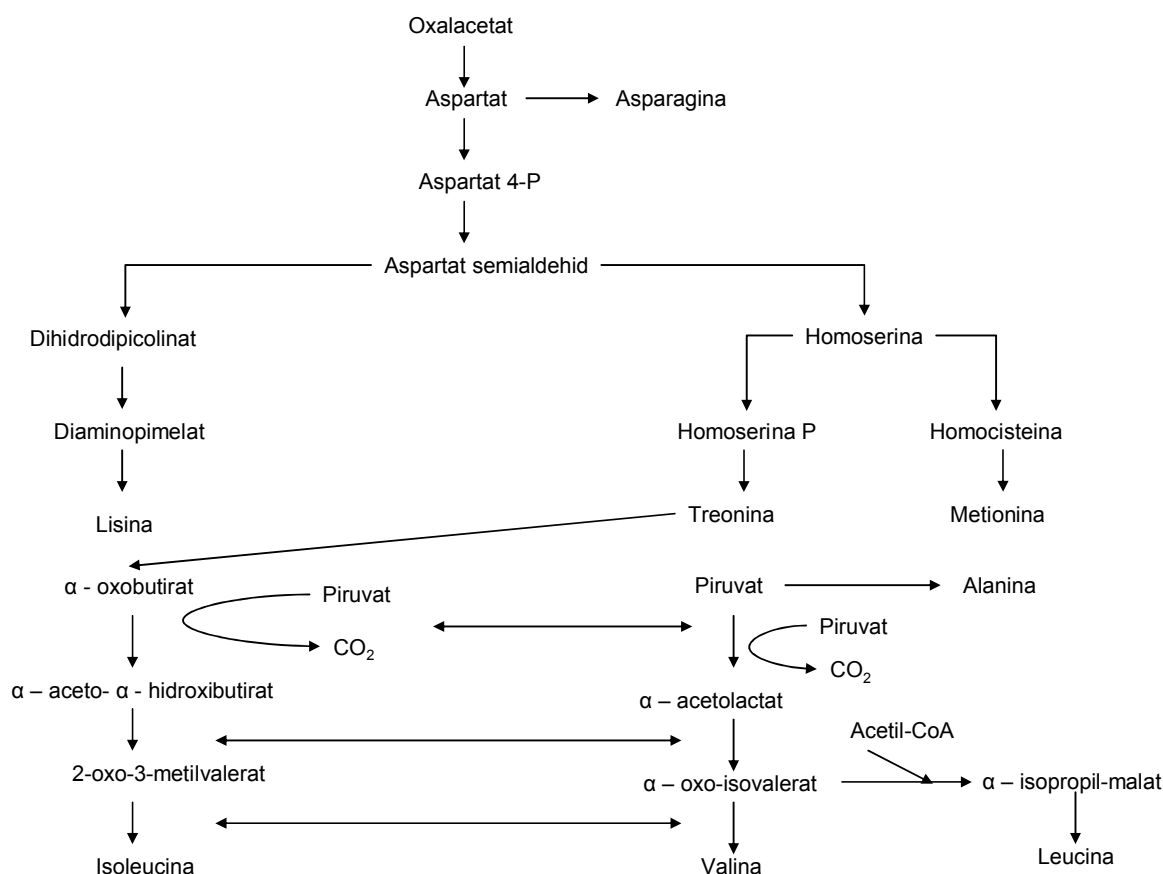 Oxalacetat
Aspartat
Asparagina
Aspartat 4-P
Aspartat semialdehid
Dihidrodipicolinat
Homoserina
Diaminopimelat
Homoserina P
Homocisteina
Lisina
Treonina
Metionina
α - oxobutirat
Piruvat
Piruvat
Alanina
CO₂
Piruvat
CO₂
α – aceto- α - hidroxibutirat
α – acetolactat
Acetil-CoA
2-oxo-3-metilvalerat
α – oxo-isovalerat
α – isopropil-malat
Isoleucina
Valina
Leucina